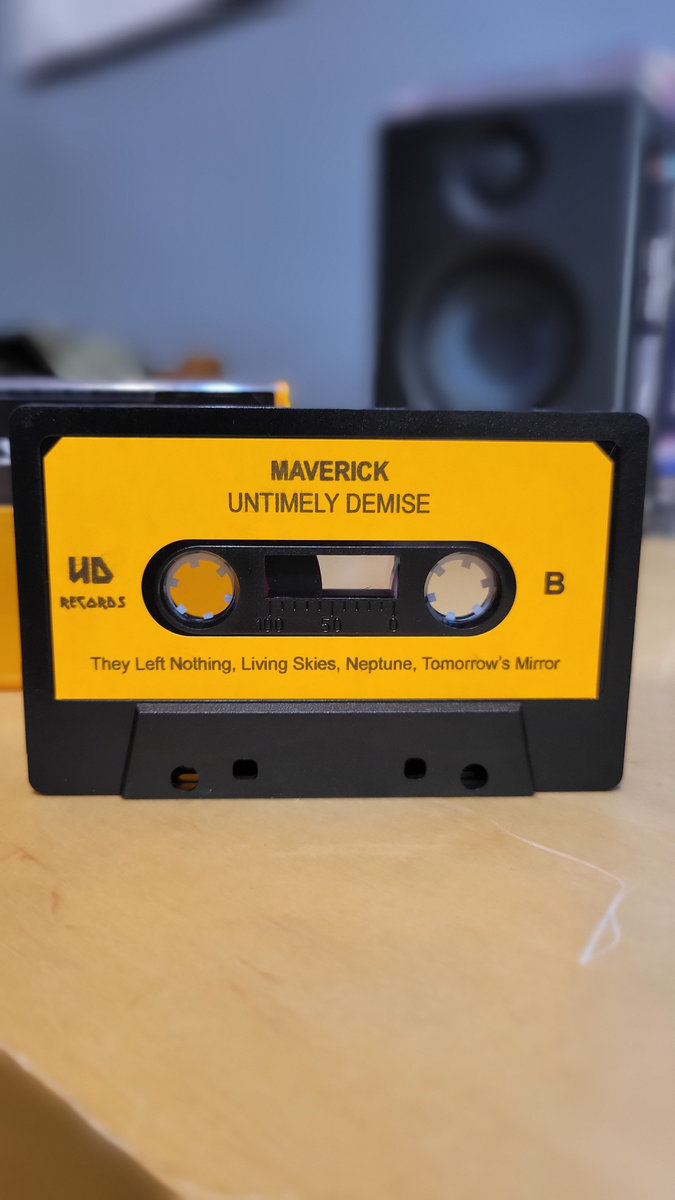 MAVERICK
UNTIMELY DEMISE
UD
RECORDS
B
100 50 0
They Left Nothing, Living Skies, Neptune, Tomorrow's Mirror